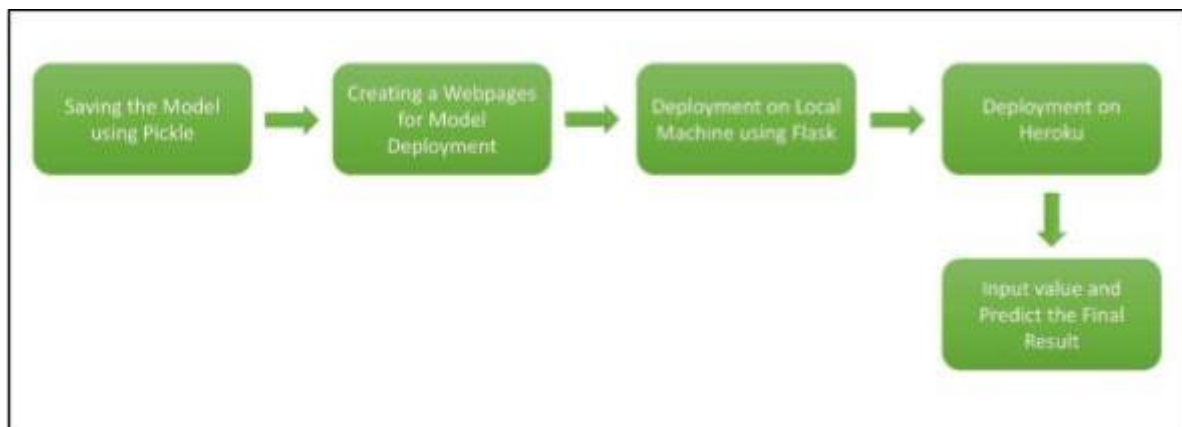 Saving the Model
using Pickle
Creating a Webpages
for Model
Deployment
Deployment on Local
Machine using Flask
Deployment on
Heroku
Input value and
Predict the Final
Result